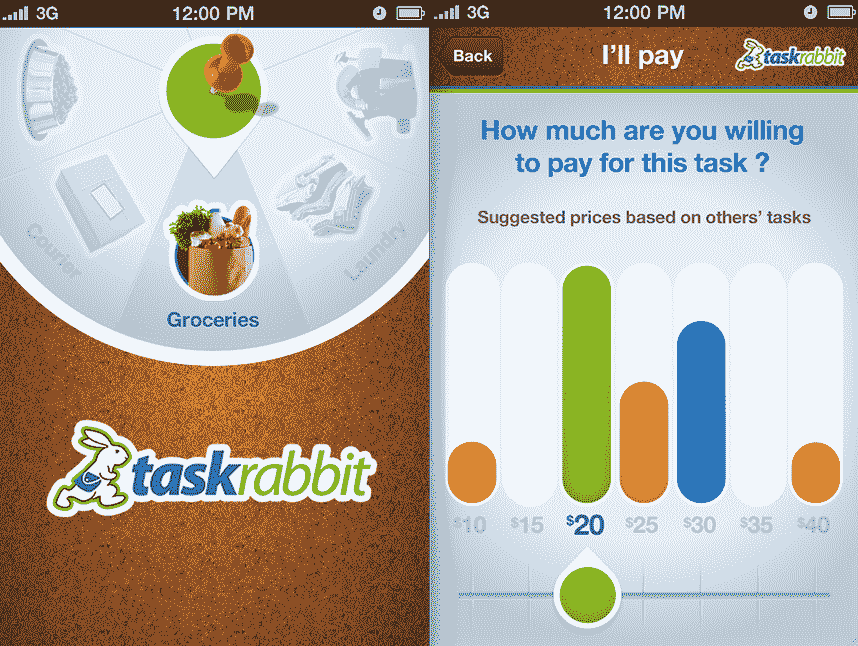 3G 12:00 PM
Courier
Groceries
Laundry
taskrabbit
3G 12:00 PM
Back
I'll pay
taskrabbit
How much are you willing
to pay for this task ?
Suggested prices based on others' tasks
$10 $15 $20 $25 $30 $35 $40